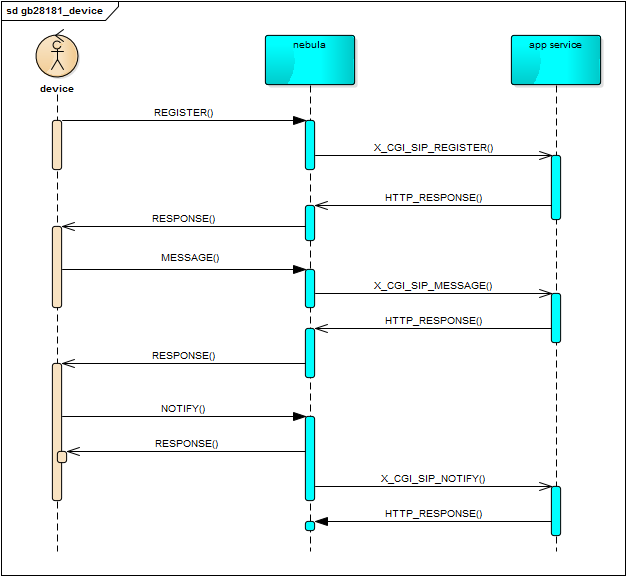 sd gb28181_device
device
nebula
app service
REGISTER()
X_CGI_SIP_REGISTER()
HTTP_RESPONSE()
RESPONSE()
MESSAGE()
X_CGI_SIP_MESSAGE()
HTTP_RESPONSE()
RESPONSE()
NOTIFY()
RESPONSE()
X_CGI_SIP_NOTIFY()
HTTP_RESPONSE()